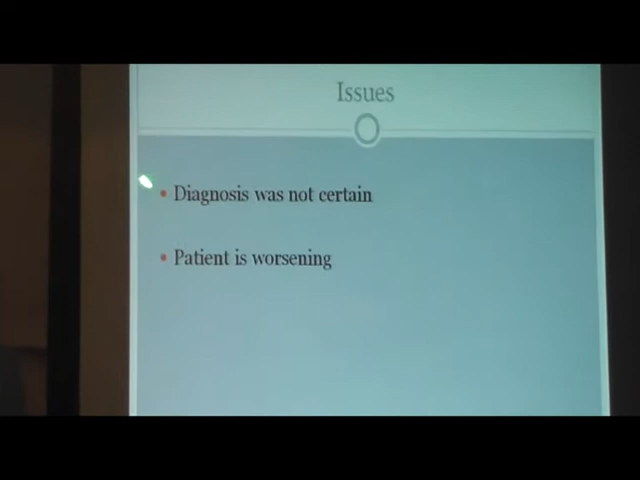 Issues
• Diagnosis was not certain
• Patient is worsening